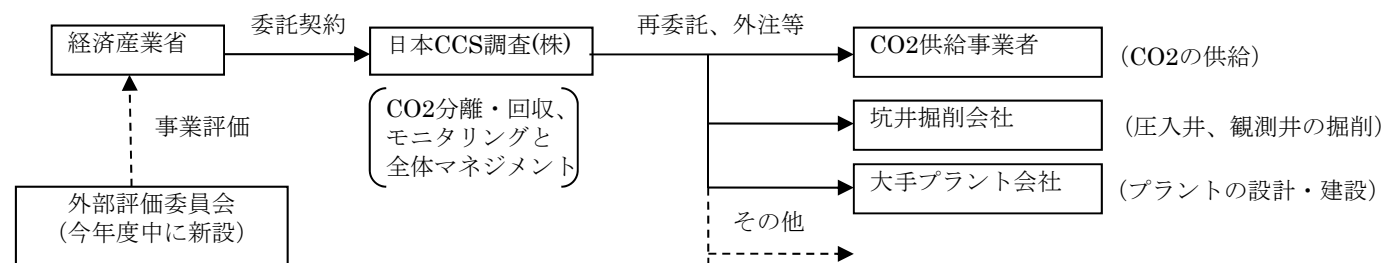 委託契約
再委託、外注等
経済産業省
日本CCS調査(株)
CO2供給事業者
(CO2の供給)
CO2分離・回収、
モニタリングと
全体マネジメント
事業評価
坑井掘削会社
(圧入井、観測井の掘削)
大手プラント会社
(プラントの設計・建設)
外部評価委員会
(今年度中に新設)
その他